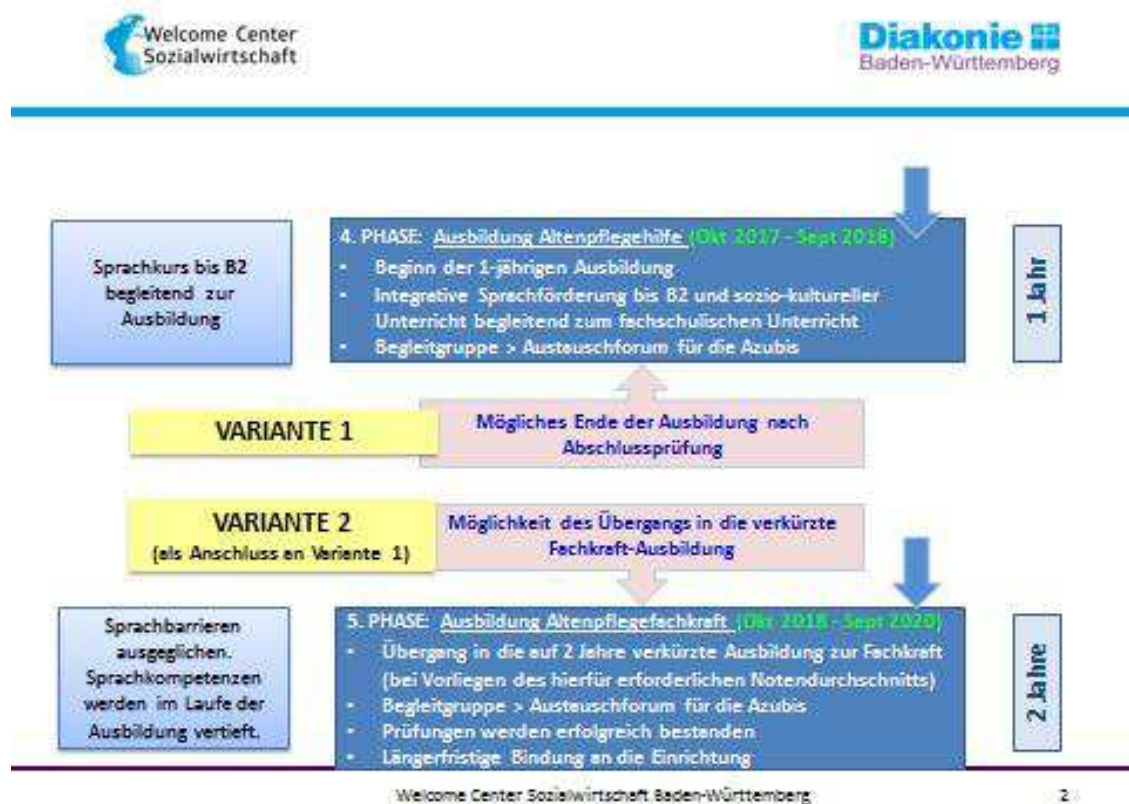 Welcome Center
Sozialwirtschaft
Diakonie
Baden-Württemberg
Sprachkurs bis B2
begleitend zur
Ausbildung
4. PHASE: Ausbildung Altenpflegehilfe (Okt 2017 - Sept 2018)
• Beginn der 1-jährigen Ausbildung
• Integrative Sprachförderung bis B2 und sozio-kultureller
Unterricht begleitend zum fachschulischen Unterricht
• Begleitgruppe > Austauschforum für die Azubis
1 Jahr
VARIANTE 1
Mögliches Ende der Ausbildung nach
Abschlussprüfung
VARIANTE 2
(als Anschluss an Variante 1)
Möglichkeit des Übergangs in die verkürzte
Fachkraft-Ausbildung
Sprachbarrieren
ausgeglichen.
Sprachkompetenzen
werden im Laufe der
Ausbildung vertieft.
5. PHASE: Ausbildung Altenpflegefachkraft (Okt 2018 - Sept 2020)
• Übergang in die auf 2 Jahre verkürzte Ausbildung zur Fachkraft
(bei Vorliegen des hierfür erforderlichen Notendurchschnitts)
• Begleitgruppe > Austauschforum für die Azubis
• Prüfungen werden erfolgreich bestanden
• Längerfristige Bindung an die Einrichtung
2 Jahre
Welcome Center Sozialwirtschaft Baden-Württemberg
2